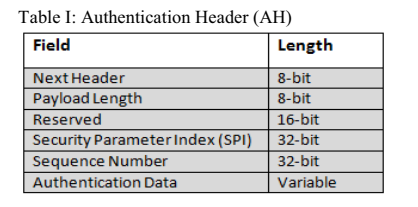 Table I: Authentication Header (AH)
Field Length
Next Header 8-bit
Payload Length 8-bit
Reserved 16-bit
Security Parameter Index (SPI) 32-bit
Sequence Number 32-bit
Authentication Data Variable